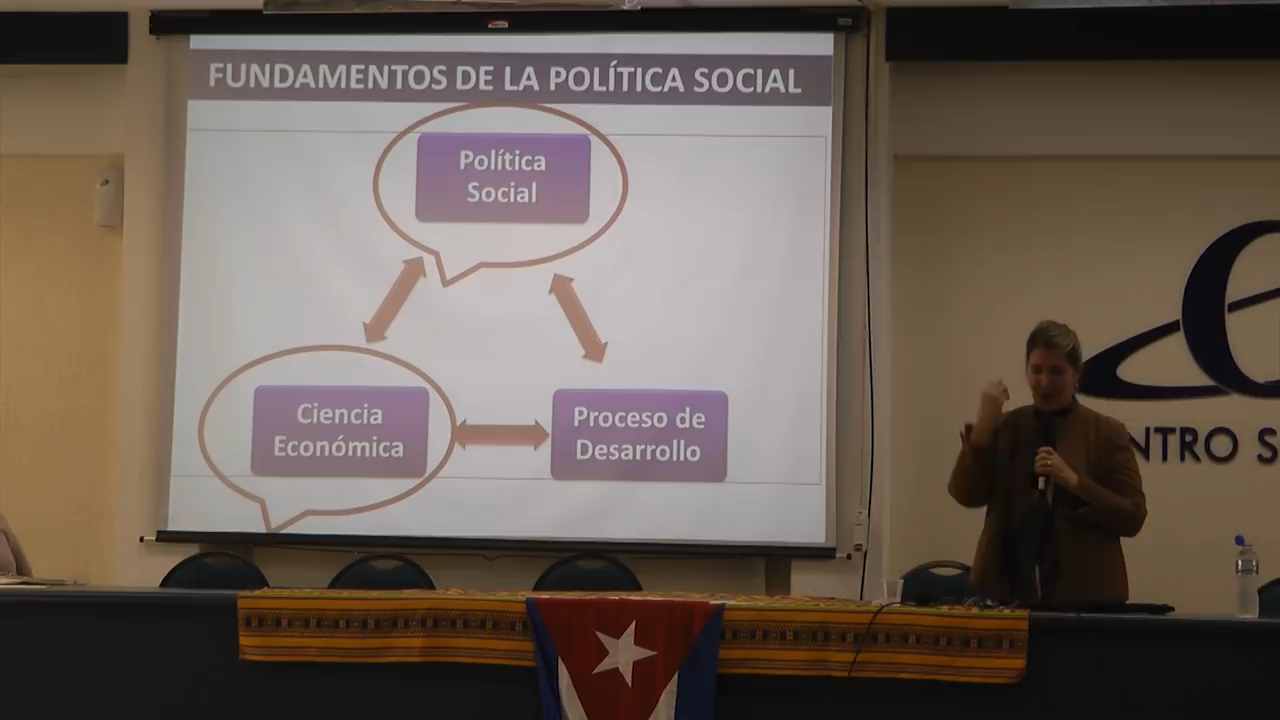 FUNDAMENTOS DE LA POLÍTICA SOCIAL
Política
Social
Ciencia
Económica
Proceso de
Desarrollo
NTRO S